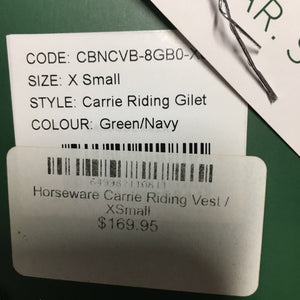 AR. S
CODE: CBNCVB-8GB0-X
SIZE: X Small
STYLE: Carrie Riding Gilet
COLOUR: Green/Navy
Horseware Carrie Riding Vest /
XSmall
$169.95